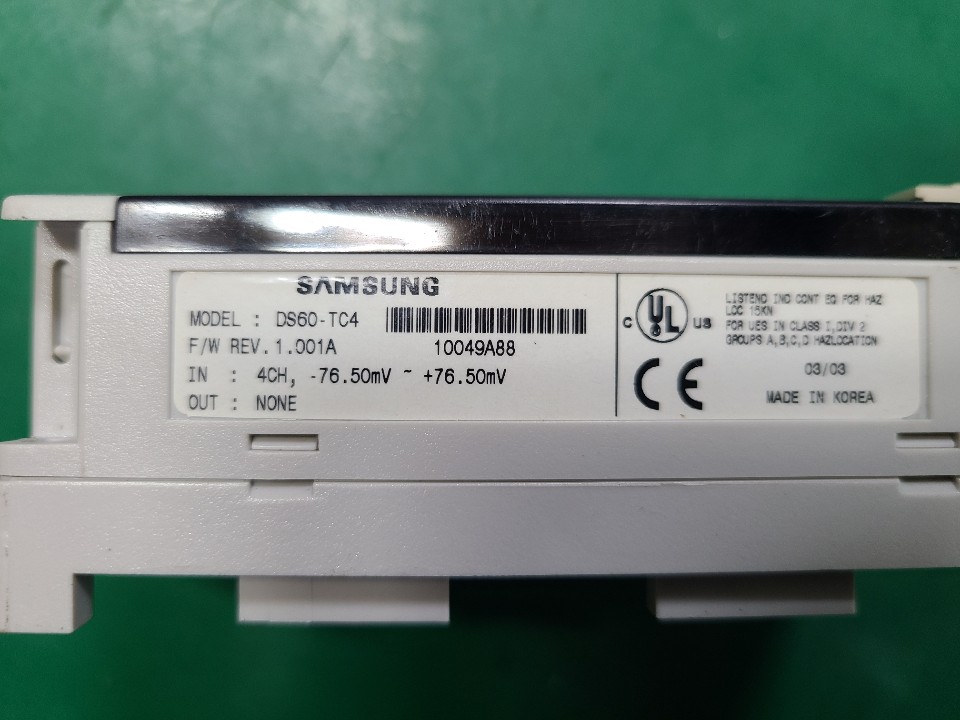 SAMSUNG
MODEL : DS60-TC4
F/W REV. 1.001A
10049A88
IN : 4CH, -76.50mV ~ +76.50mV
OUT : NONE
C UL US
LISTEND IND CONT EQ FOR HAZ
LOC 15KN
FOR UES IN CLASS I,DIV 2
GROUPS A,B,C,D HAZLOCATION
CE
03/03
MADE IN KOREA